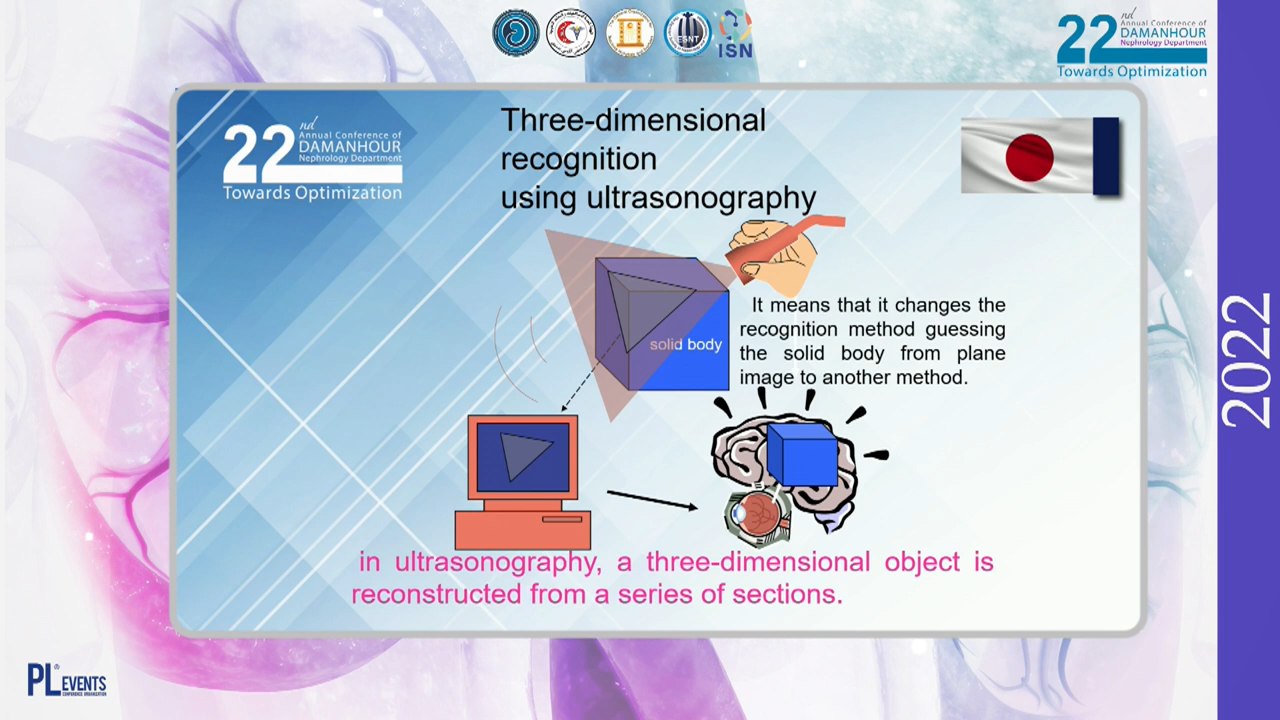 ESNT
ISN
22nd
Annual Conference of
DAMANHOUR
Nephrology Department
Towards Optimization
22nd
Annual Conference of
DAMANHOUR
Nephrology Department
Towards Optimization
Three-dimensional
recognition
using ultrasonography
solid body
It means that it changes the
recognition method guessing
the solid body from plane
image to another method.
in ultrasonography, a three-dimensional object is
reconstructed from a series of sections.
2022
PL EVENTS
CONFERENCE ORGANIZATION